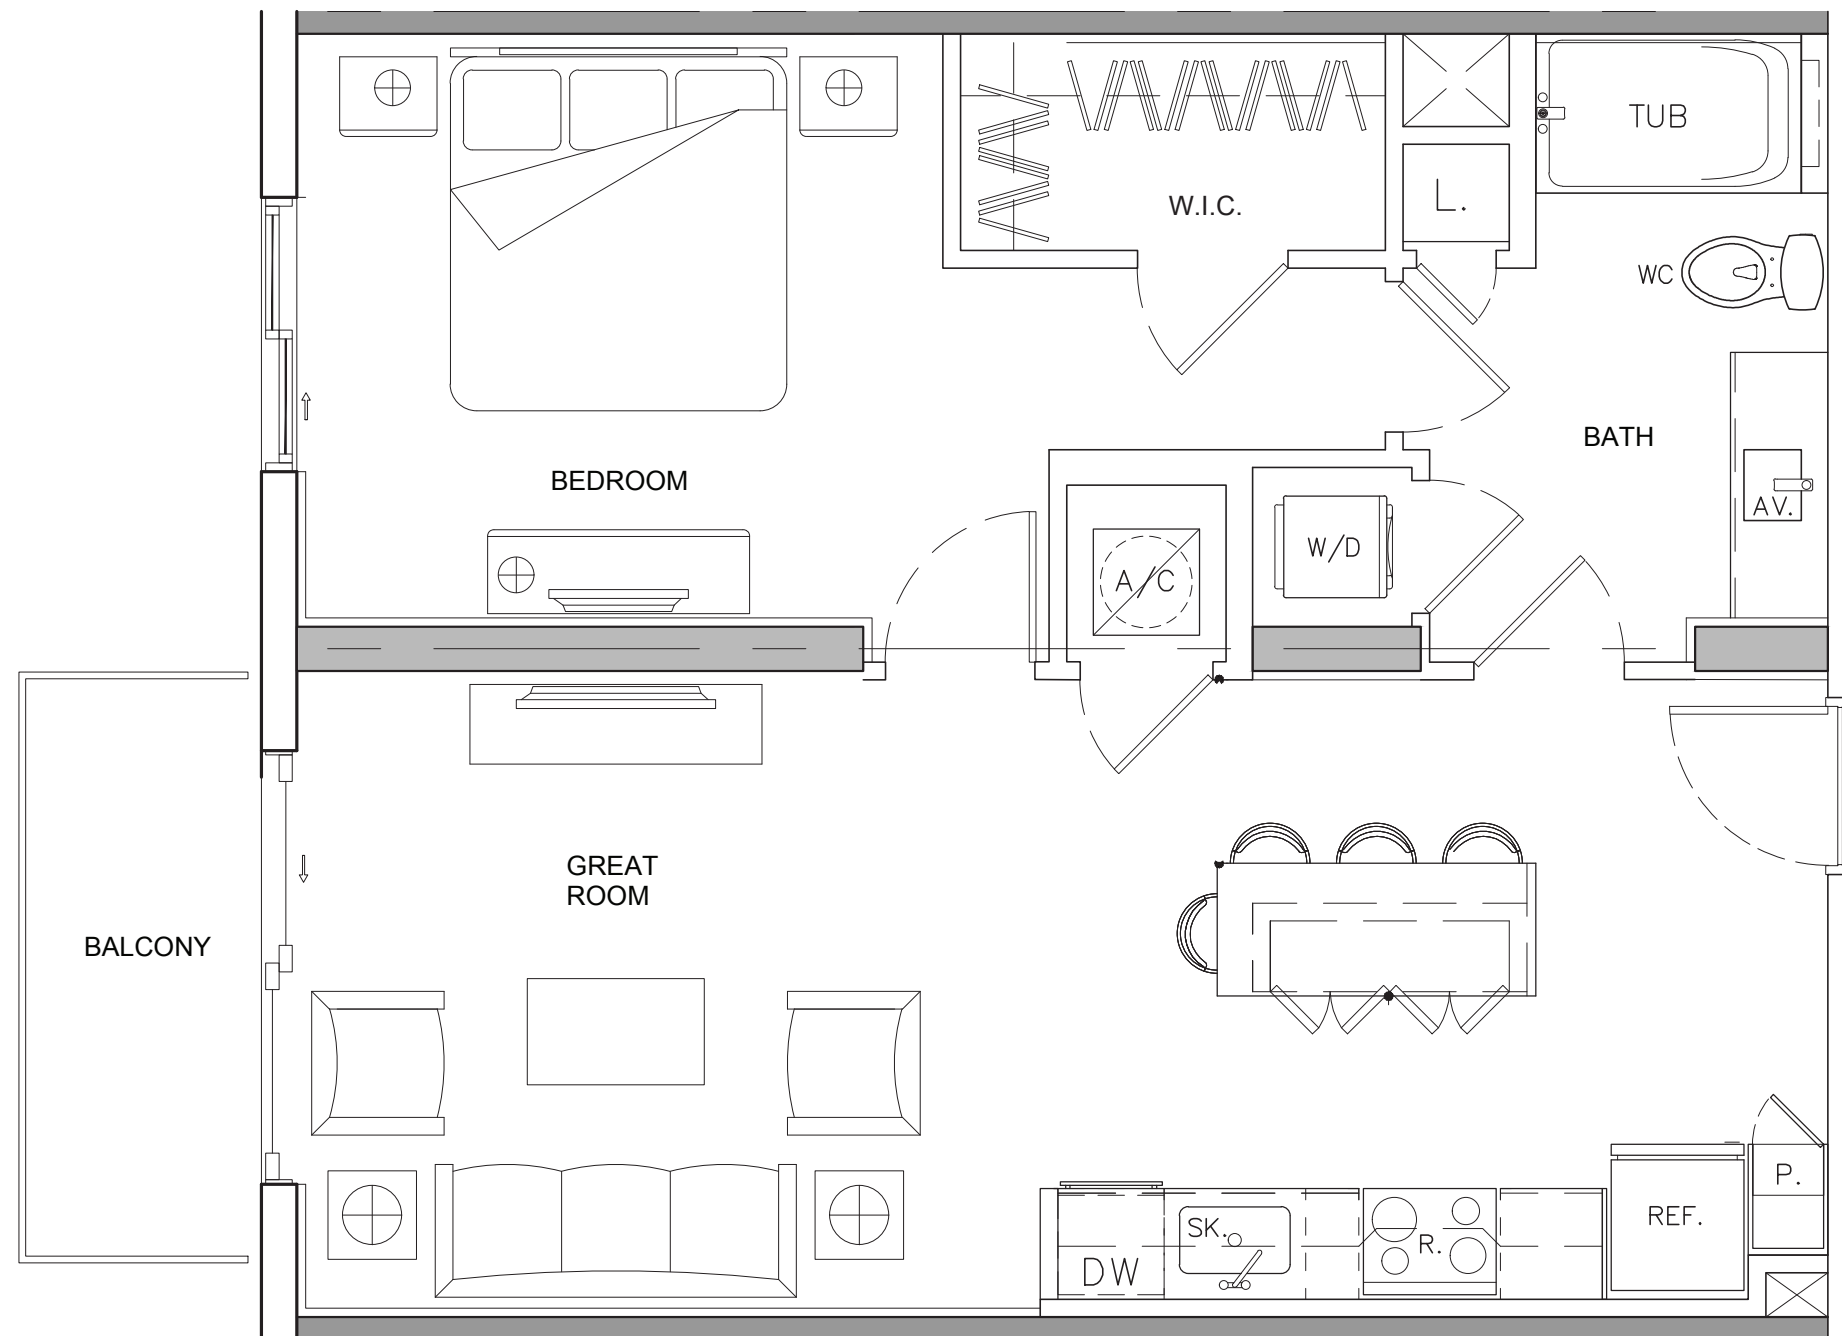 TUB
W.I.C.
L.
WC
BATH
BEDROOM
AV.
W/D
A/C
GREAT
ROOM
BALCONY
P.
REF.
SK.
R.
DW